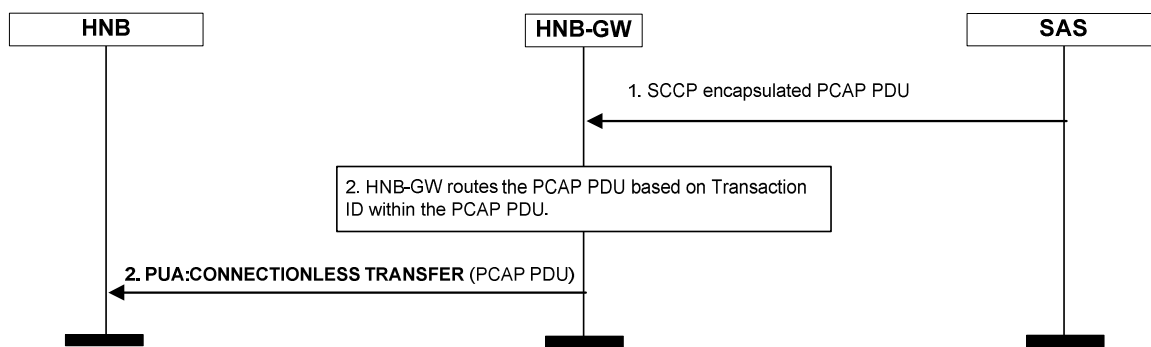 HNB
HNB-GW
SAS
1. SCCP encapsulated PCAP PDU
2. HNB-GW routes the PCAP PDU based on Transaction
ID within the PCAP PDU.
2. PUA:CONNECTIONLESS TRANSFER (PCAP PDU)